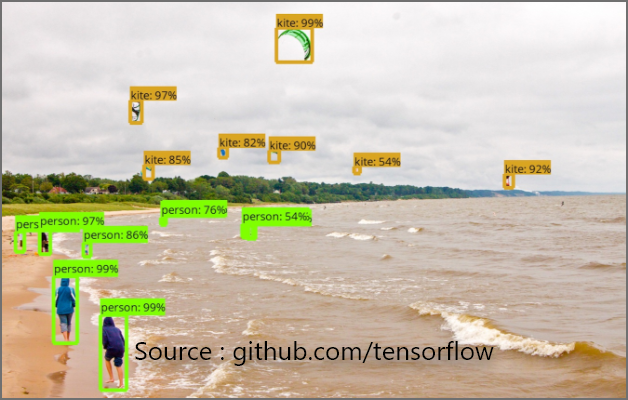 kite: 99%
kite: 97%
kite: 82%
kite: 90%
kite: 85%
kite: 54%
kite: 92%
person: 76%
person: 54%
pers
person: 97%
person: 86%
person: 99%
person: 99%
Source : github.com/tensorflow